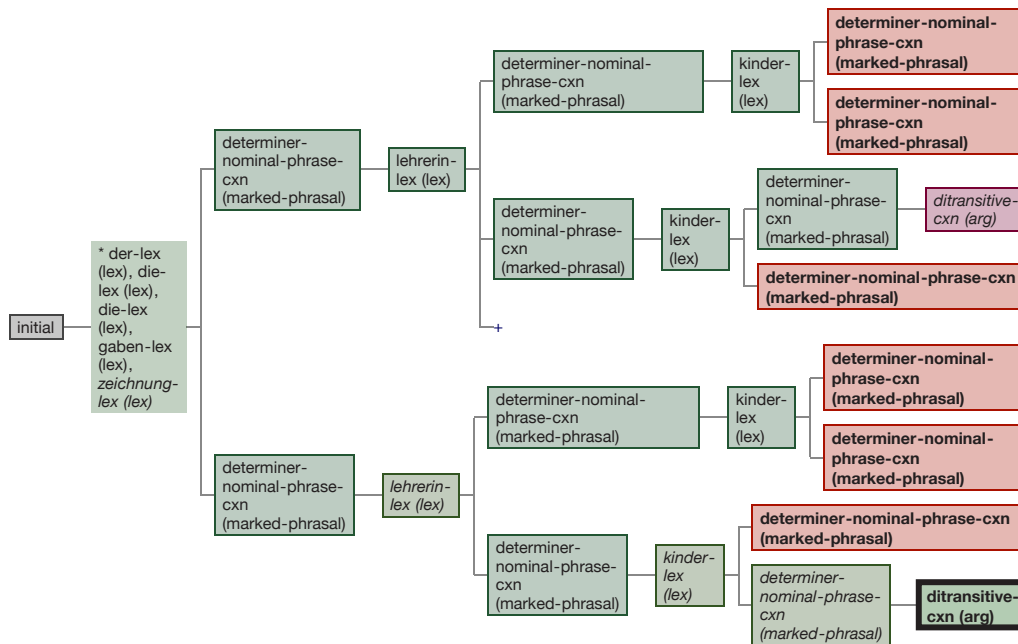 determiner-nominal-
phrase-cxn
(marked-phrasal)
determiner-nominal-
phrase-cxn
(marked-phrasal)
kinder-
lex
(lex)
determiner-nominal-
phrase-cxn
(marked-phrasal)
determiner-
nominal-phrase-
cxn
(marked-phrasal)
lehrerin-
lex (lex)
determiner-
nominal-phrase-
cxn
(marked-phrasal)
kinder-
lex
(lex)
determiner-
nominal-phrase-
cxn
(marked-phrasal)
ditransitive-
cxn (arg)
determiner-nominal-phrase-cxn
(marked-phrasal)
+
initial
* der-lex
(lex), die-
lex (lex),
die-lex
(lex),
gaben-lex
(lex),
zeichnung-
lex (lex)
determiner-nominal-
phrase-cxn
(marked-phrasal)
determiner-nominal-
phrase-cxn
(marked-phrasal)
kinder-
lex
(lex)
determiner-nominal-
phrase-cxn
(marked-phrasal)
determiner-
nominal-phrase-
cxn
(marked-phrasal)
lehrerin-
lex (lex)
determiner-nominal-phrase-cxn
(marked-phrasal)
determiner-
nominal-phrase-
cxn
(marked-phrasal)
kinder-
lex
(lex)
determiner-
nominal-phrase-
cxn
(marked-phrasal)
ditransitive-
cxn (arg)